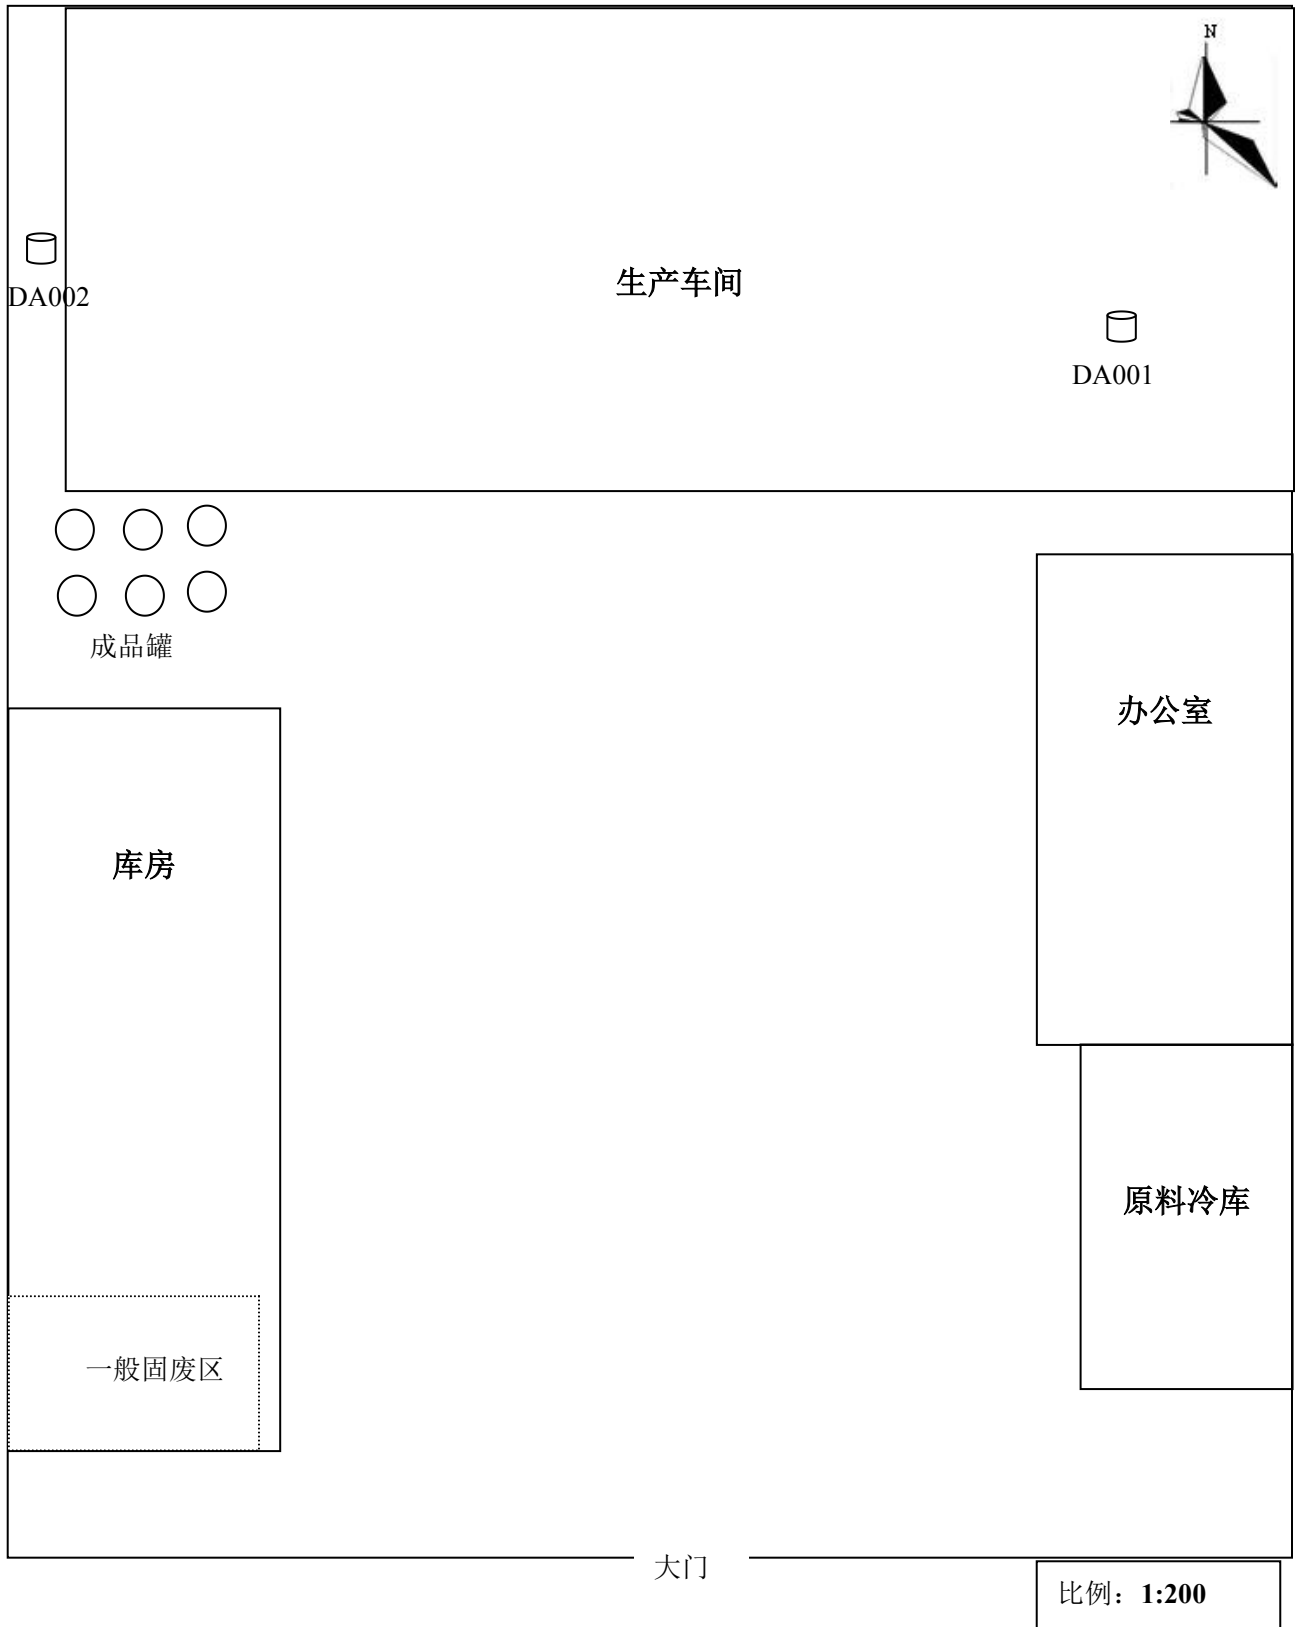 N
生产车间
DA002
DA001
成品罐
办公室
库房
原料冷库
一般固废区
大门
比例：1:200